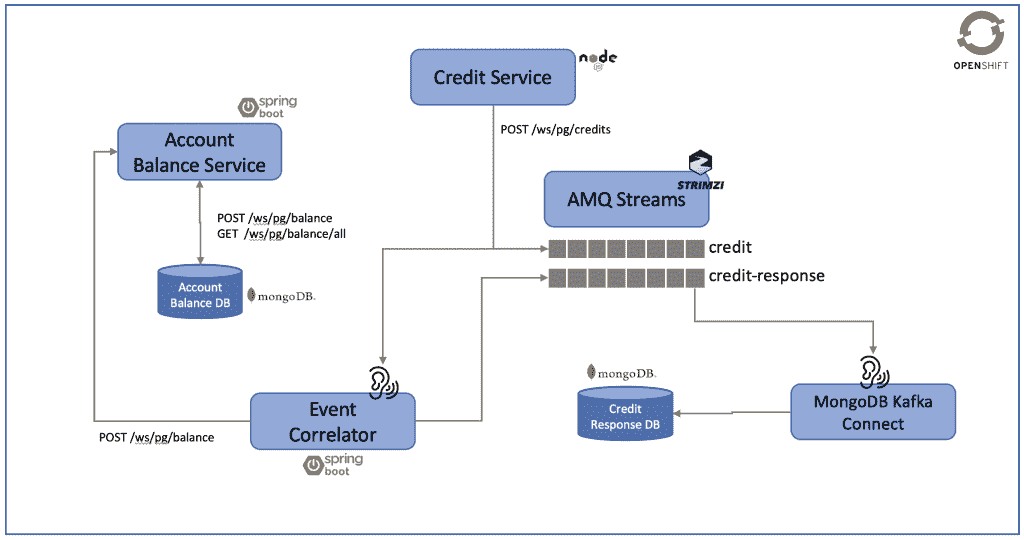 OPENSHIFT
node
JS
Credit Service
POST /ws/pg/credits
spring
boot
Account
Balance Service
STRIMZI
AMQ Streams
POST /ws/pg/balance
GET /ws/pg/balance/all
credit
credit-response
Account
Balance DB
mongoDB.
mongoDB.
Event
Correlator
Credit
Response DB
MongoDB Kafka
Connect
POST /ws/pg/balance
spring
boot